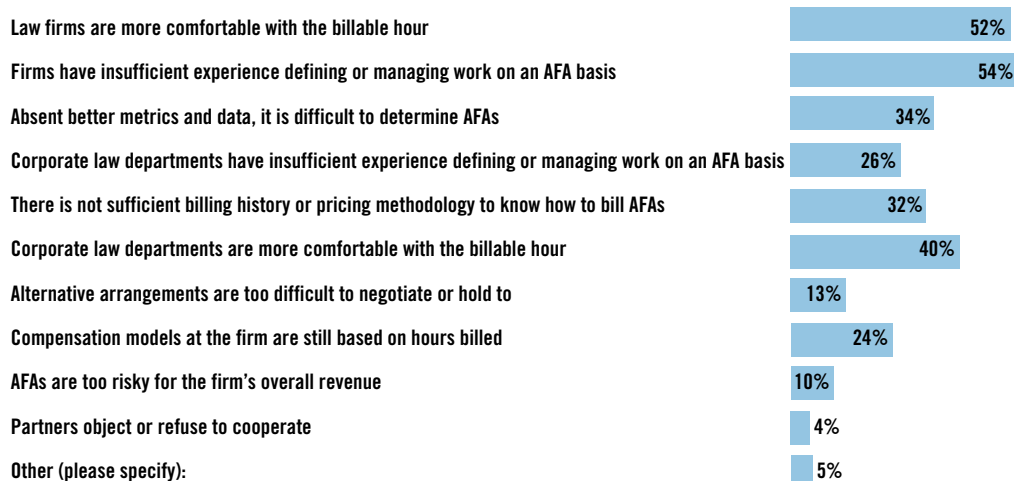 Law firms are more comfortable with the billable hour 52%
Firms have insufficient experience defining or managing work on an AFA basis 54%
Absent better metrics and data, it is difficult to determine AFAs 34%
Corporate law departments have insufficient experience defining or managing work on an AFA basis 26%
There is not sufficient billing history or pricing methodology to know how to bill AFAs 32%
Corporate law departments are more comfortable with the billable hour 40%
Alternative arrangements are too difficult to negotiate or hold to 13%
Compensation models at the firm are still based on hours billed 24%
AFAs are too risky for the firm’s overall revenue 10%
Partners object or refuse to cooperate 4%
Other (please specify): 5%